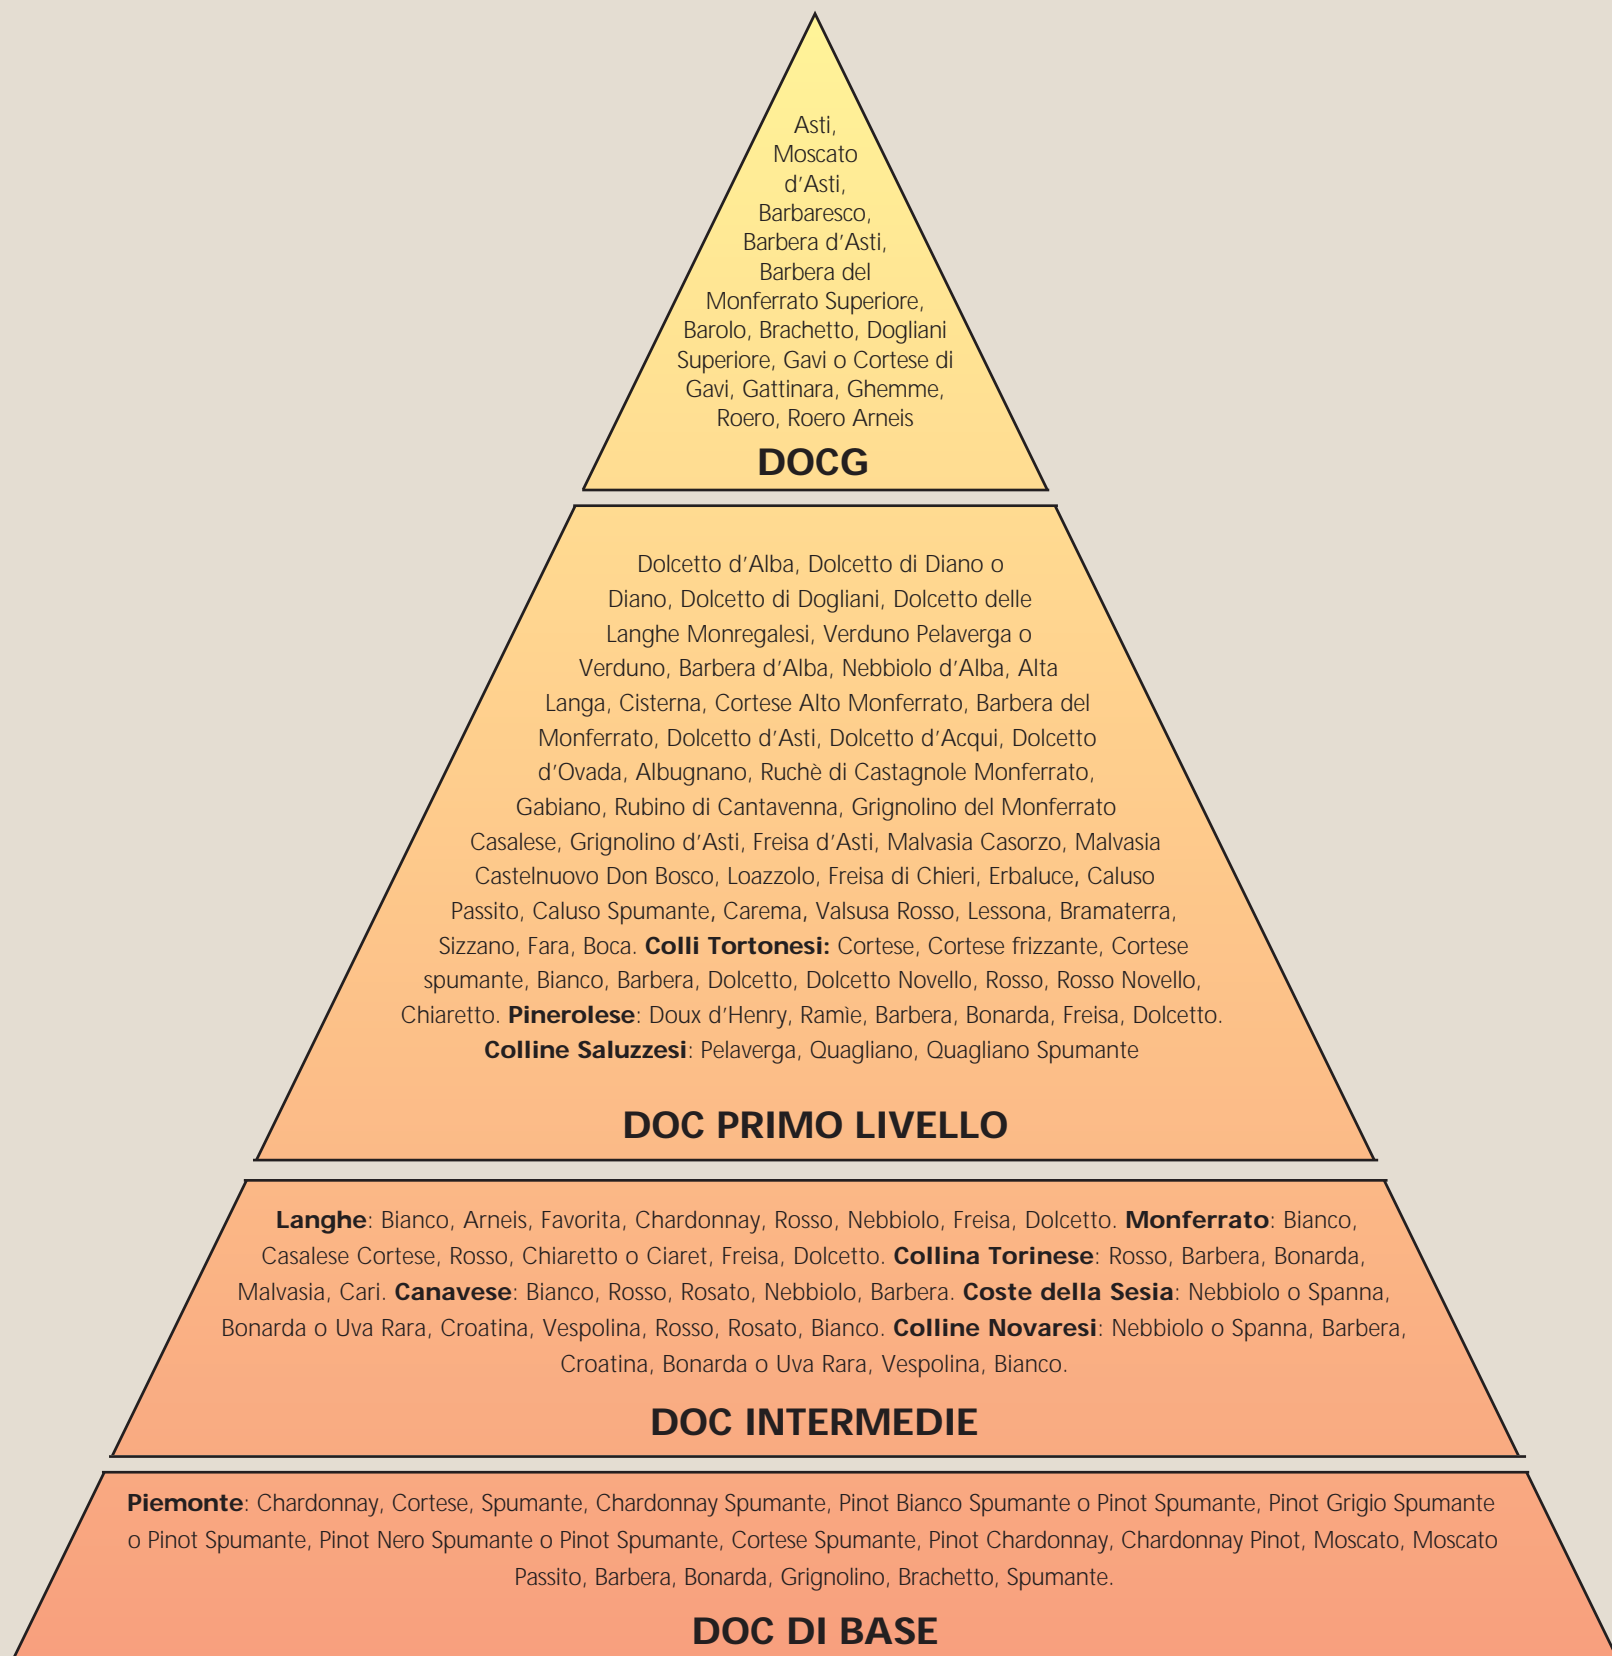 Asti,
Moscato
d'Asti,
Barbaresco,
Barbera d'Asti,
Barbera del
Monferrato Superiore,
Barolo, Brachetto, Dogliani
Superiore, Gavi o Cortese di
Gavi, Gattinara, Ghemme,
Roero, Roero Arneis
DOCG
Dolcetto d'Alba, Dolcetto di Diano o
Diano, Dolcetto di Dogliani, Dolcetto delle
Langhe Monregalesi, Verduno Pelaverga o
Verduno, Barbera d'Alba, Nebbiolo d'Alba, Alta
Langa, Cisterna, Cortese Alto Monferrato, Barbera del
Monferrato, Dolcetto d'Asti, Dolcetto d'Acqui, Dolcetto
d'Ovada, Albugnano, Ruchè di Castagnole Monferrato,
Gabiano, Rubino di Cantavenna, Grignolino del Monferrato
Casalese, Grignolino d'Asti, Freisa d'Asti, Malvasia Casorzo, Malvasia
Castelnuovo Don Bosco, Loazzolo, Freisa di Chieri, Erbaluce, Caluso
Passito, Caluso Spumante, Carema, Valsusa Rosso, Lessona, Bramaterra,
Sizzano, Fara, Boca. Colli Tortonesi: Cortese, Cortese frizzante, Cortese
spumante, Bianco, Barbera, Dolcetto, Dolcetto Novello, Rosso, Rosso Novello,
Chiaretto. Pinerolese: Doux d'Henry, Ramìe, Barbera, Bonarda, Freisa, Dolcetto.
Colline Saluzzesi: Pelaverga, Quagliano, Quagliano Spumante
DOC PRIMO LIVELLO
Langhe: Bianco, Arneis, Favorita, Chardonnay, Rosso, Nebbiolo, Freisa, Dolcetto. Monferrato: Bianco,
Casalese Cortese, Rosso, Chiaretto o Ciaret, Freisa, Dolcetto. Collina Torinese: Rosso, Barbera, Bonarda,
Malvasia, Cari. Canavese: Bianco, Rosso, Rosato, Nebbiolo, Barbera. Coste della Sesia: Nebbiolo o Spanna,
Bonarda o Uva Rara, Croatina, Vespolina, Rosso, Rosato, Bianco. Colline Novaresi: Nebbiolo o Spanna, Barbera,
Croatina, Bonarda o Uva Rara, Vespolina, Bianco.
DOC INTERMEDIE
Piemonte: Chardonnay, Cortese, Spumante, Chardonnay Spumante, Pinot Bianco Spumante o Pinot Spumante, Pinot Grigio Spumante
o Pinot Spumante, Pinot Nero Spumante o Pinot Spumante, Cortese Spumante, Pinot Chardonnay, Chardonnay Pinot, Moscato, Moscato
Passito, Barbera, Bonarda, Grignolino, Brachetto, Spumante.
DOC DI BASE